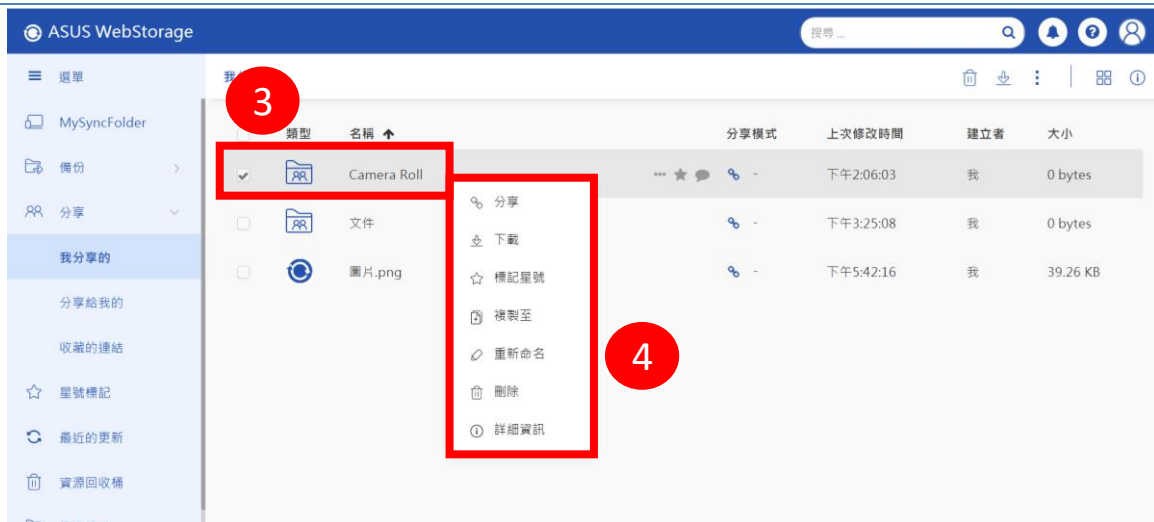 ASUS WebStorage
搜尋 ...
選單
MySyncFolder
備份
分享
我分享的
分享給我的
收藏的連結
星號標記
最近的更新
資源回收桶
我
3
類型 名稱 分享模式 上次修改時間 建立者 大小
Camera Roll - 下午2:06:03 我 0 bytes
文件 - 下午3:25:08 我 0 bytes
圖片.png - 下午5:42:16 我 39.26 KB
分享
下載
標記星號
複製至
重新命名
刪除
詳細資訊
4